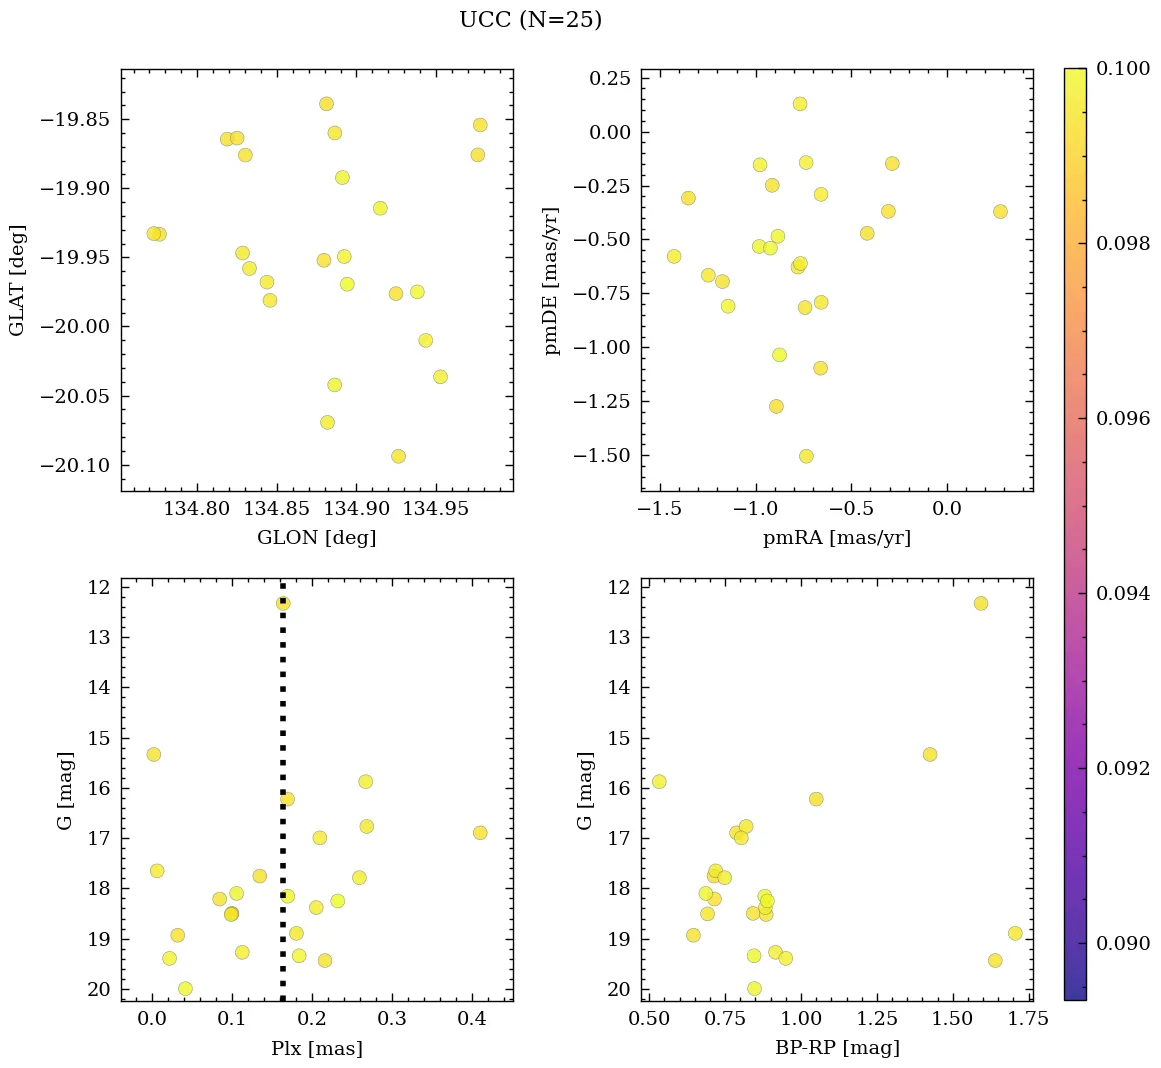 UCC (N=25)
−19.85
−19.90
−19.95
−20.00
−20.05
−20.10
GLAT [deg]
134.80 134.85 134.90 134.95
GLON [deg]
0.25
0.00
−0.25
−0.50
−0.75
−1.00
−1.25
−1.50
pmDE [mas/yr]
−1.5 −1.0 −0.5 0.0
pmRA [mas/yr]
12
13
14
15
16
17
18
19
20
G [mag]
0.0 0.1 0.2 0.3 0.4
Plx [mas]
12
13
14
15
16
17
18
19
20
G [mag]
0.50 0.75 1.00 1.25 1.50 1.75
BP-RP [mag]
0.100
0.098
0.096
0.094
0.092
0.090